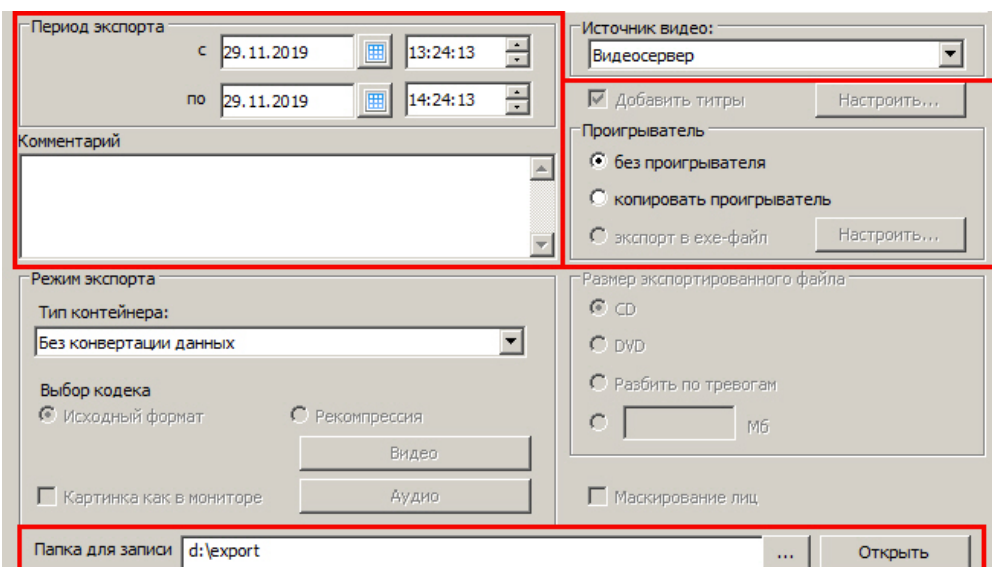 Период экспорта
с 29.11.2019 13:24:13
по 29.11.2019 14:24:13
Комментарий
Источник видео:
Видеосервер
Добавить титры Настроить...
Проигрыватель
без проигрывателя
копировать проигрыватель
экспорт в exe-файл Настроить...
Режим экспорта
Тип контейнера:
Без конвертации данных
Выбор кодека
Исходный формат Рекомпрессия
Видео
Картинка как в мониторе Аудио
Размер экспортированного файла
CD
DVD
Разбить по тревогам
Мб
Маскирование лиц
Папка для записи d:\export ... Открыть